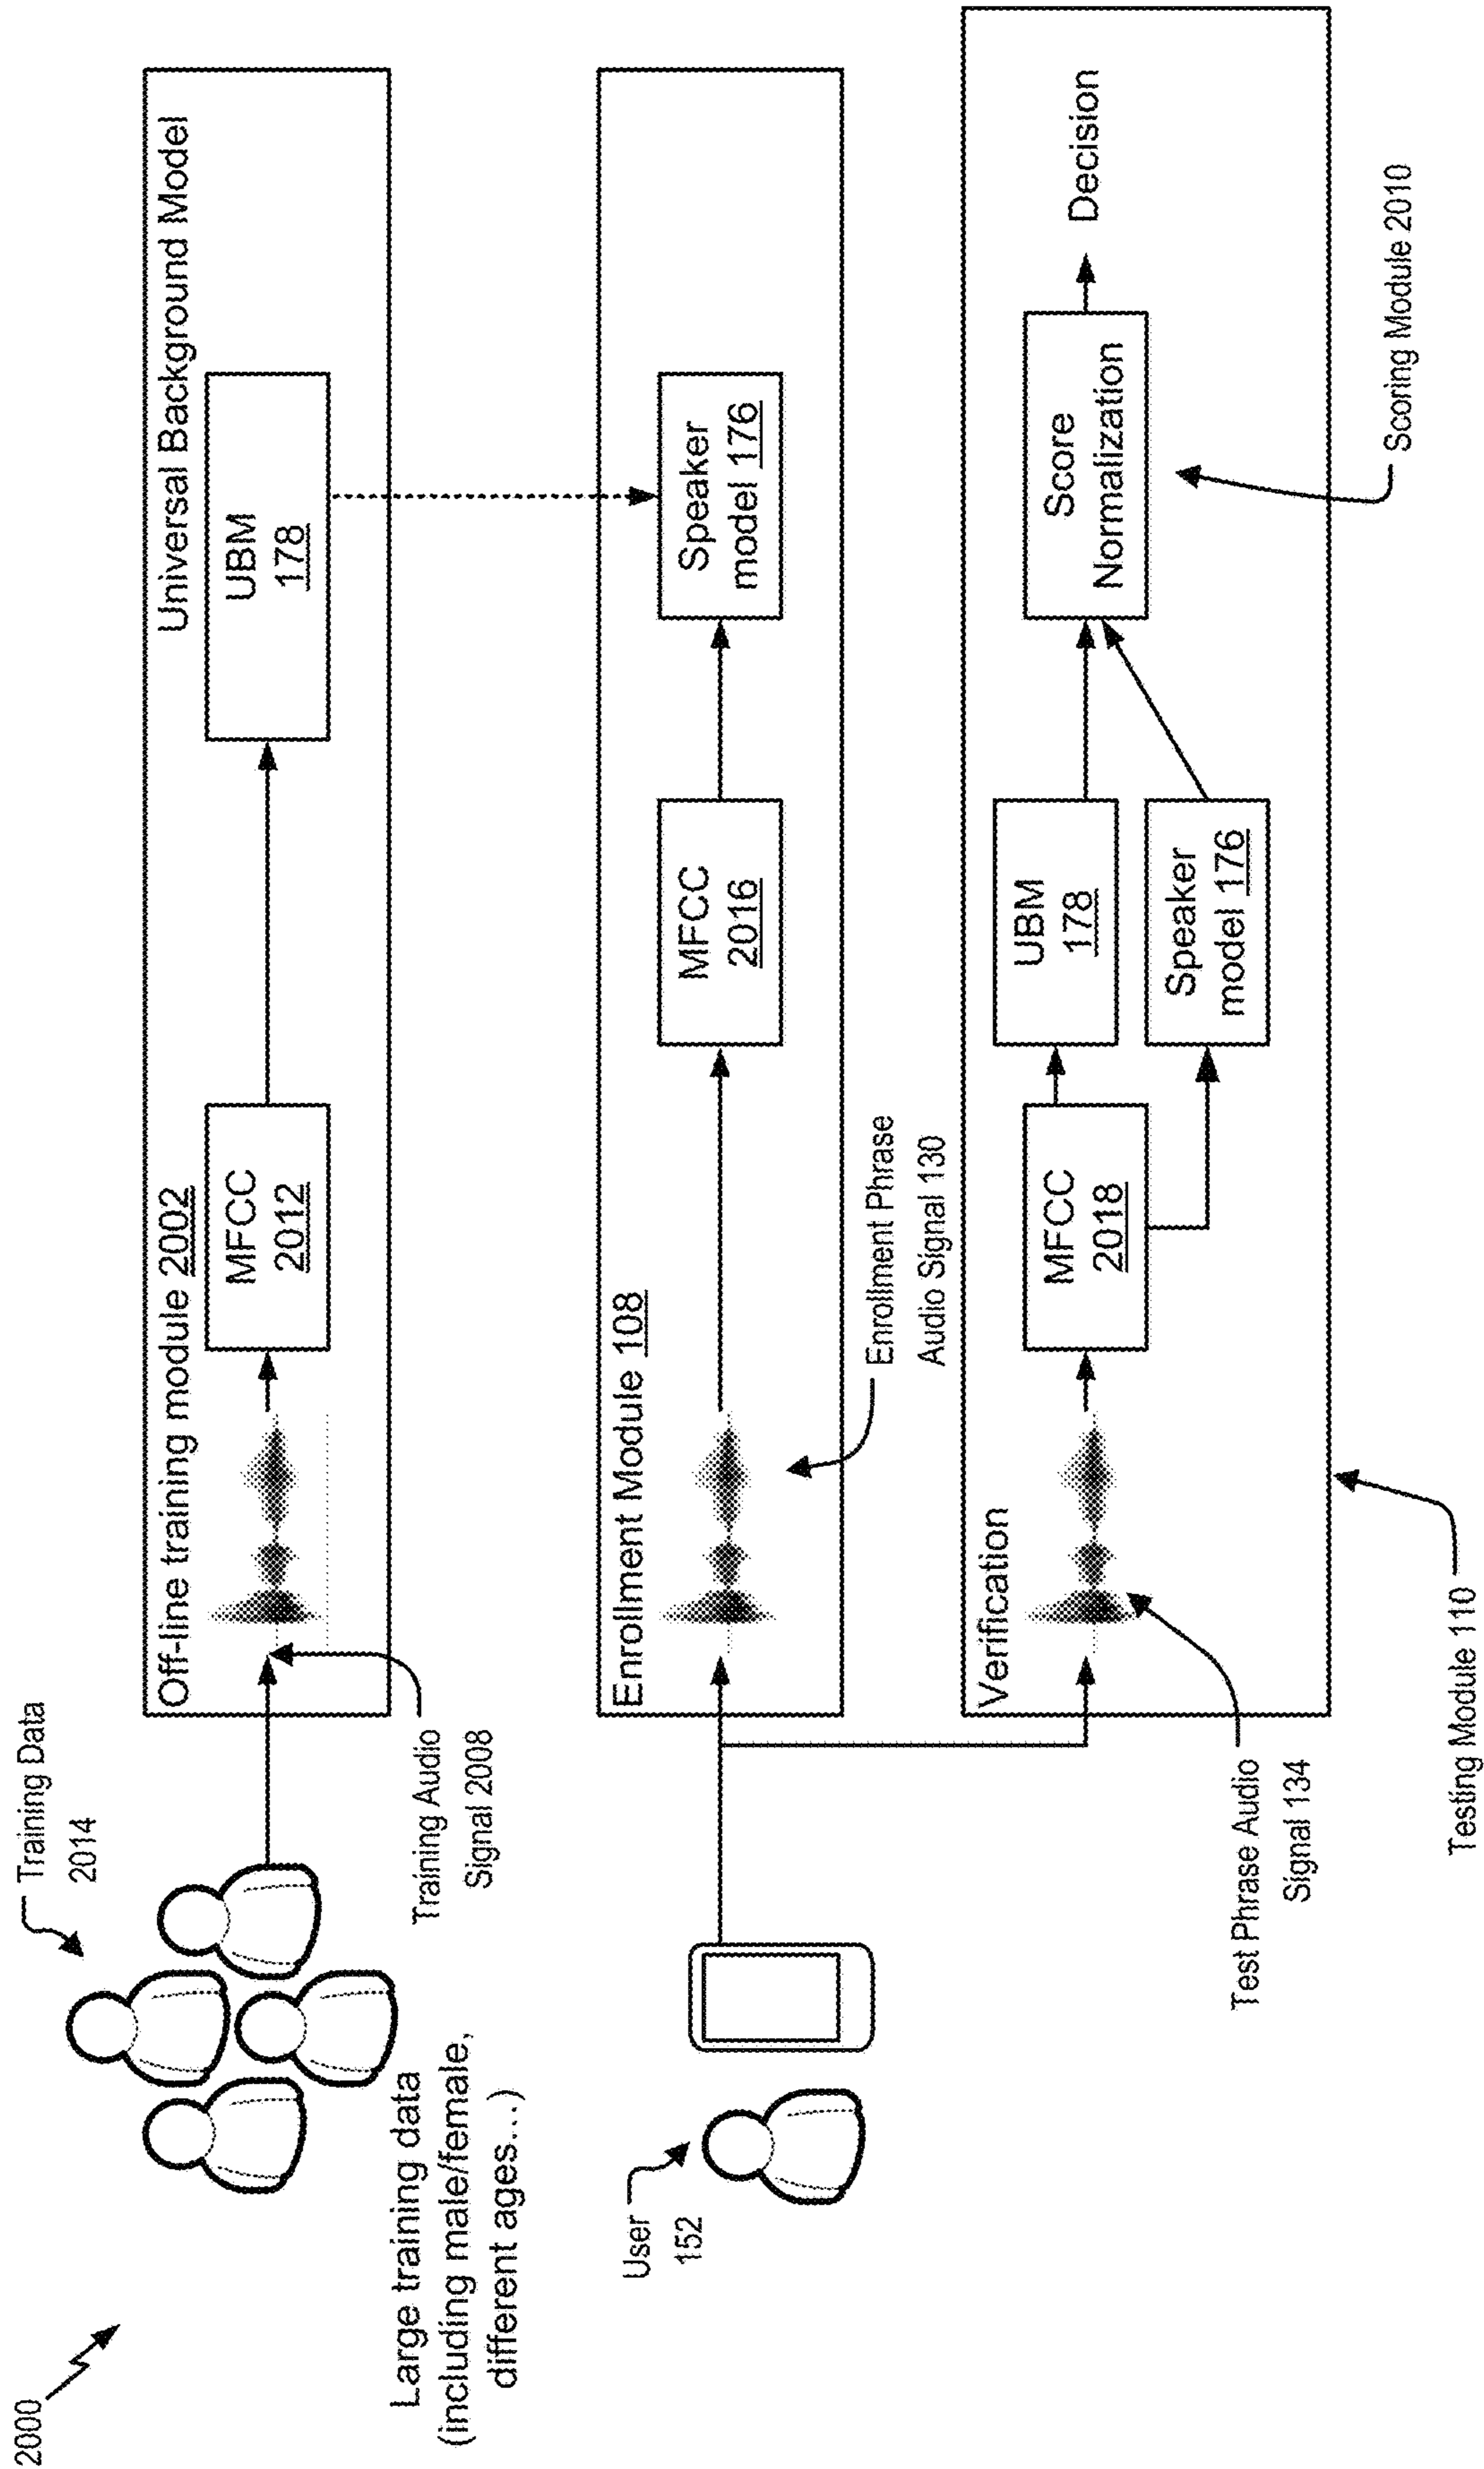 2000
Training Data
2014
Large training data
(including male/female,
different ages...)
Training Audio
Signal 2008
Off-line training module 2002
Universal Background Model
MFCC
2012
UBM
178
User
152
Enrollment Module 108
MFCC
2016
Speaker
model 176
Enrollment Phrase
Audio Signal 130
Verification
MFCC
2018
UBM
178
Speaker
model 176
Score
Normalization
Decision
Test Phrase Audio
Signal 134
Testing Module 110
Scoring Module 2010